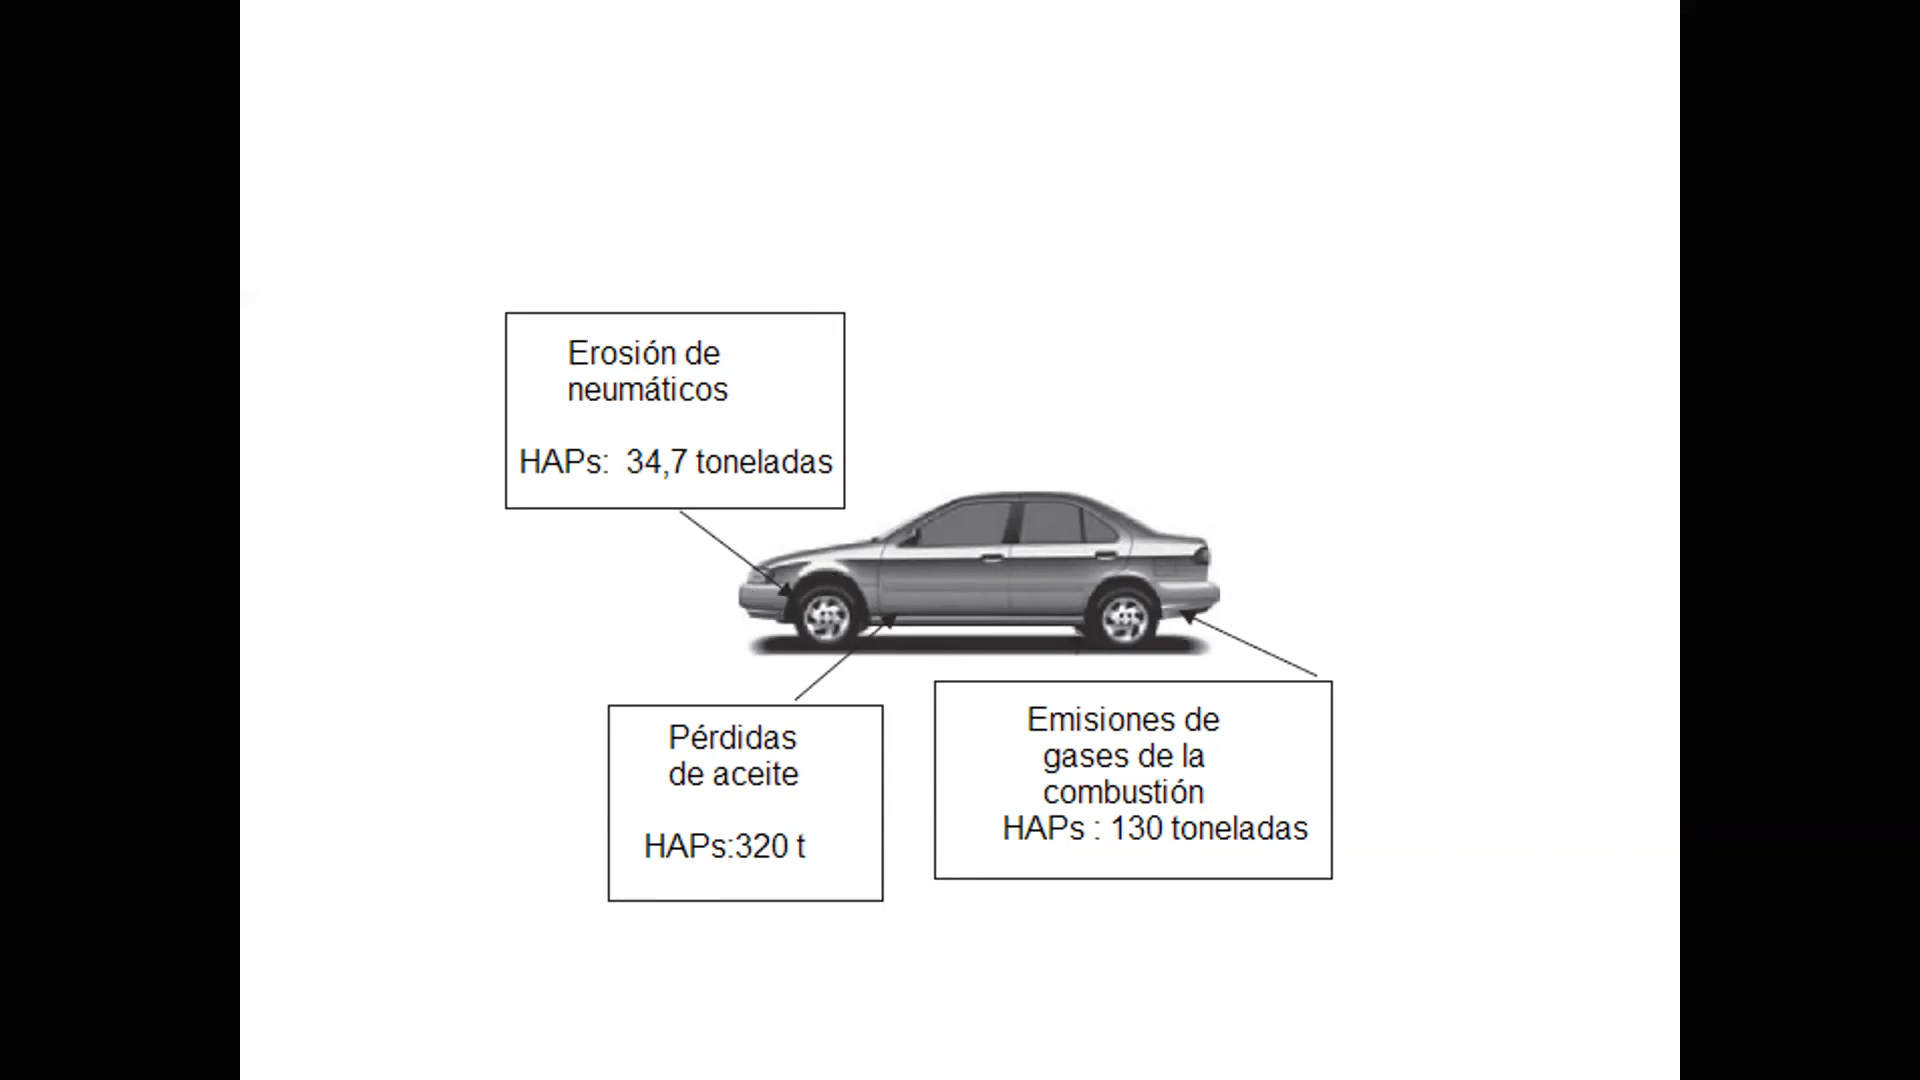 Erosión de
neumáticos
HAPs: 34,7 toneladas
Pérdidas
de aceite
HAPs:320 t
Emisiones de
gases de la
combustión
HAPs : 130 toneladas